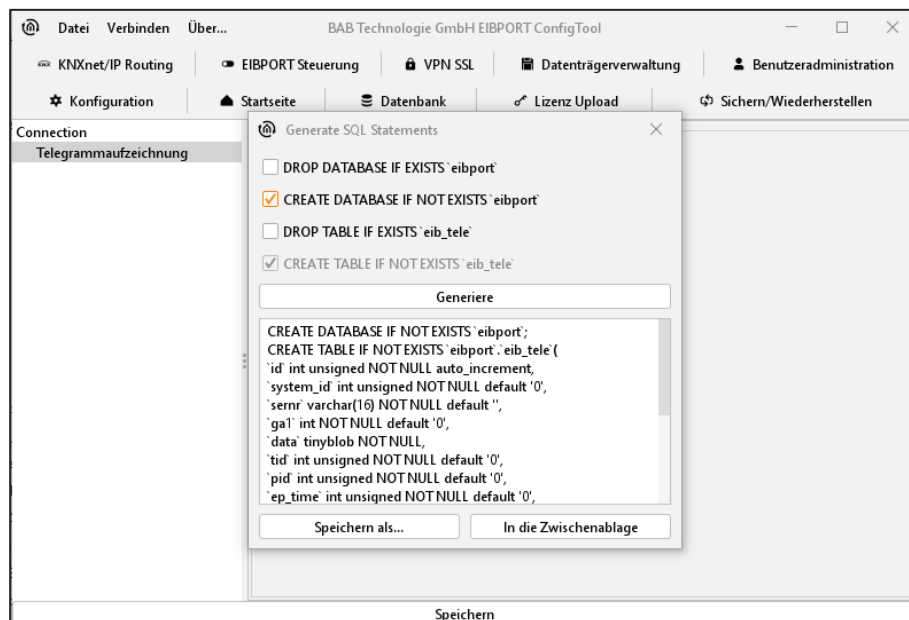 Datei Verbinden Über... BAB Technologie GmbH EIBPORT ConfigTool
KNXnet/IP Routing EIBPORT Steuerung VPN SSL Datenträgerverwaltung Benutzeradministration
Konfiguration Startseite Datenbank Lizenz Upload Sichern/Wiederherstellen
Connection
Telegrammaufzeichnung
Generate SQL Statements
DROP DATABASE IF EXISTS `eibport`
CREATE DATABASE IF NOT EXISTS `eibport`
DROP TABLE IF EXISTS `eib_tele`
CREATE TABLE IF NOT EXISTS `eib_tele`
Generiere
CREATE DATABASE IF NOT EXISTS `eibport`;
CREATE TABLE IF NOT EXISTS `eibport`.`eib_tele`(
`id` int unsigned NOT NULL auto_increment,
`system_id` int unsigned NOT NULL default '0',
`sernr` varchar(16) NOT NULL default '',
`ga1` int NOT NULL default '0',
`data` tinyblob NOT NULL,
`tid` int unsigned NOT NULL default '0',
`pid` int unsigned NOT NULL default '0',
`ep_time` int unsigned NOT NULL default '0',
Speichern als... In die Zwischenablage
Speichern